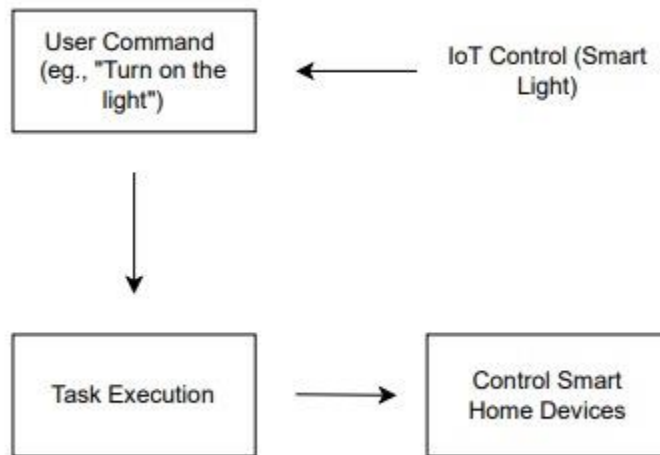 User Command
(eg., "Turn on the
light")
IoT Control (Smart
Light)
Task Execution
Control Smart
Home Devices